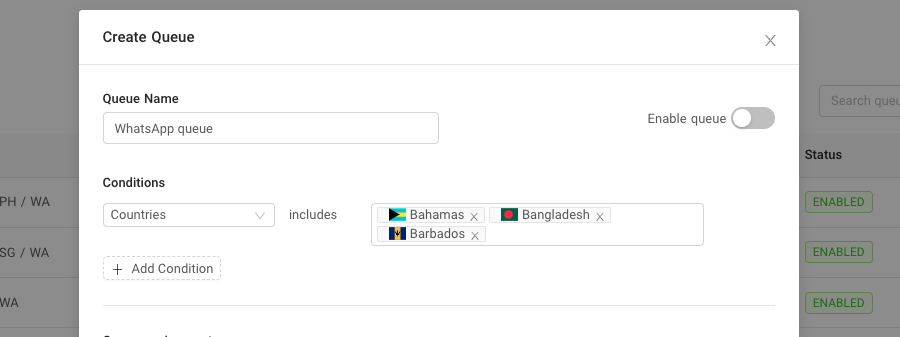 Create Queue
Queue Name
WhatsApp queue
Enable queue
Search queu
Status
Conditions
PH / WA
ENABLED
Countries
includes
Bahamas
Bangladesh
Barbados
SG / WA
ENABLED
+ Add Condition
WA
ENABLED